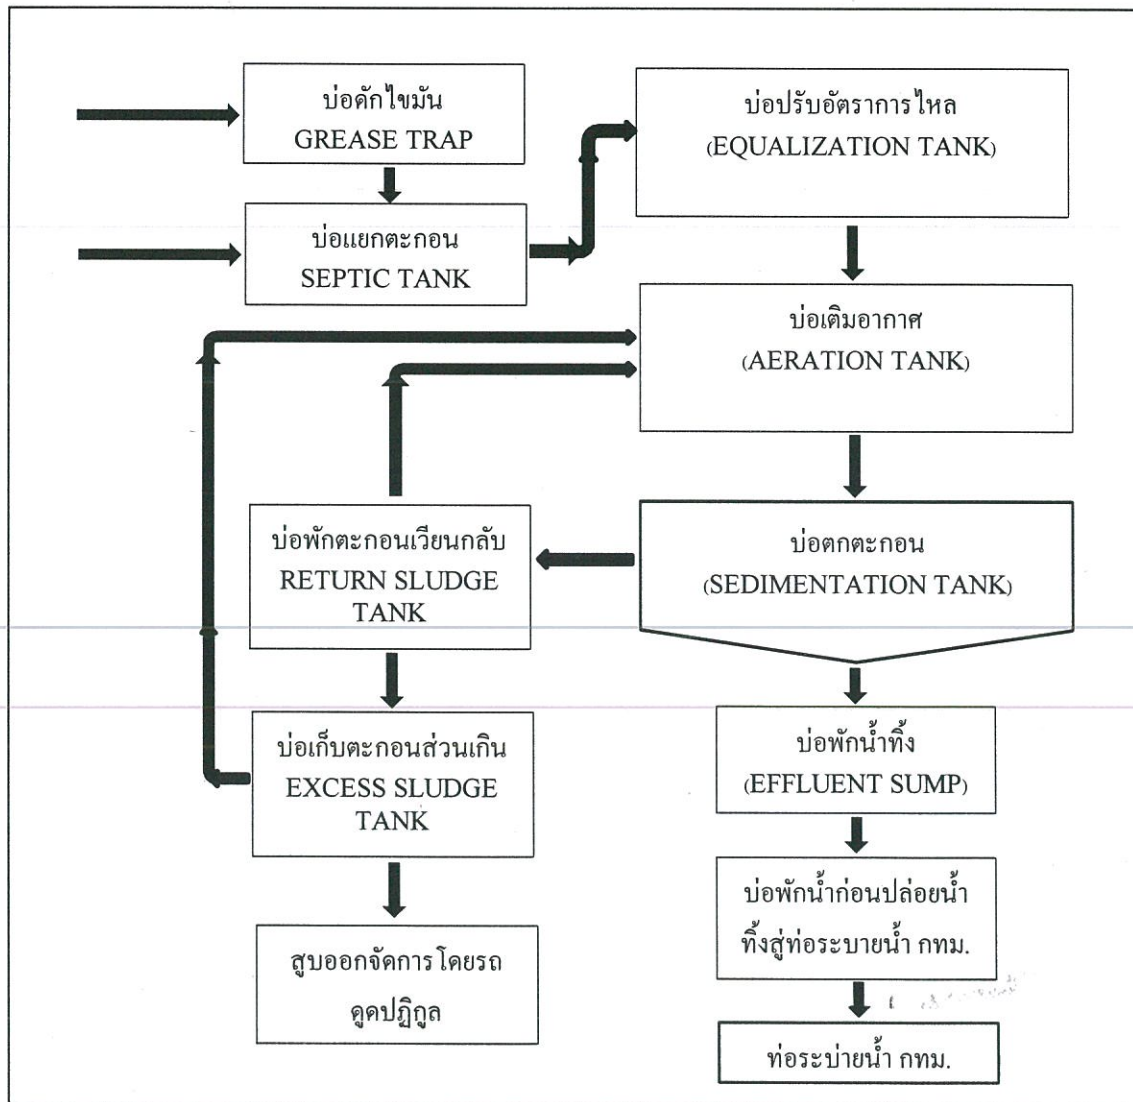 บ่อดักไขมัน
GREASE TRAP
บ่อแยกตะกอน
SEPTIC TANK
บ่อปรับอัตราการไหล
(EQUALIZATION TANK)
บ่อเติมอากาศ
(AERATION TANK)
บ่อตกตะกอน
(SEDIMENTATION TANK)
บ่อพักตะกอนเวียนกลับ
RETURN SLUDGE
TANK
บ่อเก็บตะกอนส่วนเกิน
EXCESS SLUDGE
TANK
สูบออกจัดการโดยรถ
ดูดปฏิกูล
บ่อพักน้ำทิ้ง
(EFFLUENT SUMP)
บ่อพักน้ำก่อนปล่อยน้ำ
ทิ้งสู่ท่อระบายน้ำ กทม.
ท่อระบ่ายน้ำ กทม.